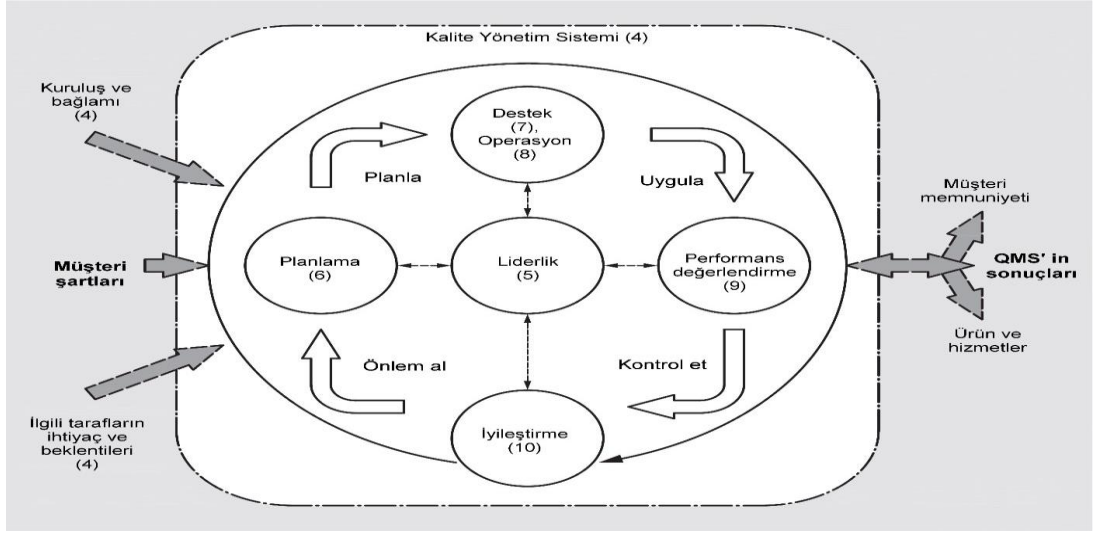 Kalite Yönetim Sistemi (4)
Kuruluş ve
bağlamı
(4)
Destek
(7),
Operasyon
(8)
Planla
Uygula
Müşteri
memnuniyeti
Müşteri
şartları
Planlama
(6)
Liderlik
(5)
Performans
değerlendirme
(9)
QMS' in
sonuçları
Önlem al
Kontrol et
Ürün ve
hizmetler
İlgili tarafların
ihtiyaç ve
beklentileri
(4)
İyileştirme
(10)